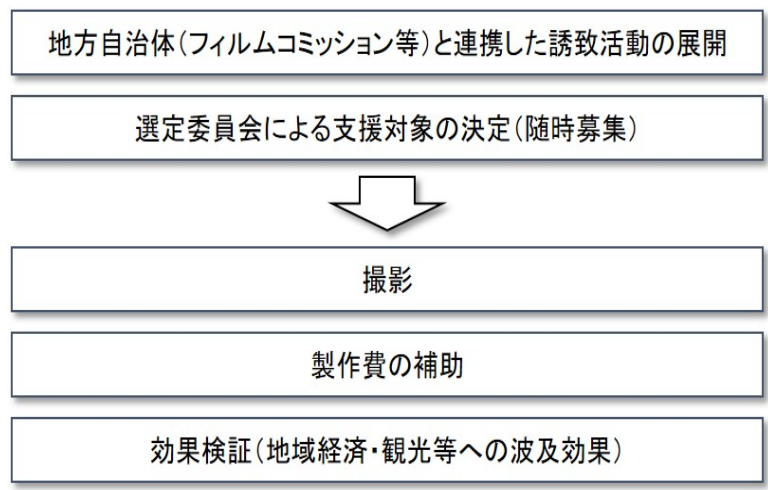 地方自治体（フィルムコミッション等）と連携した誘致活動の展開
選定委員会による支援対象の決定（随時募集）
撮影
製作費の補助
効果検証（地域経済・観光等への波及効果）